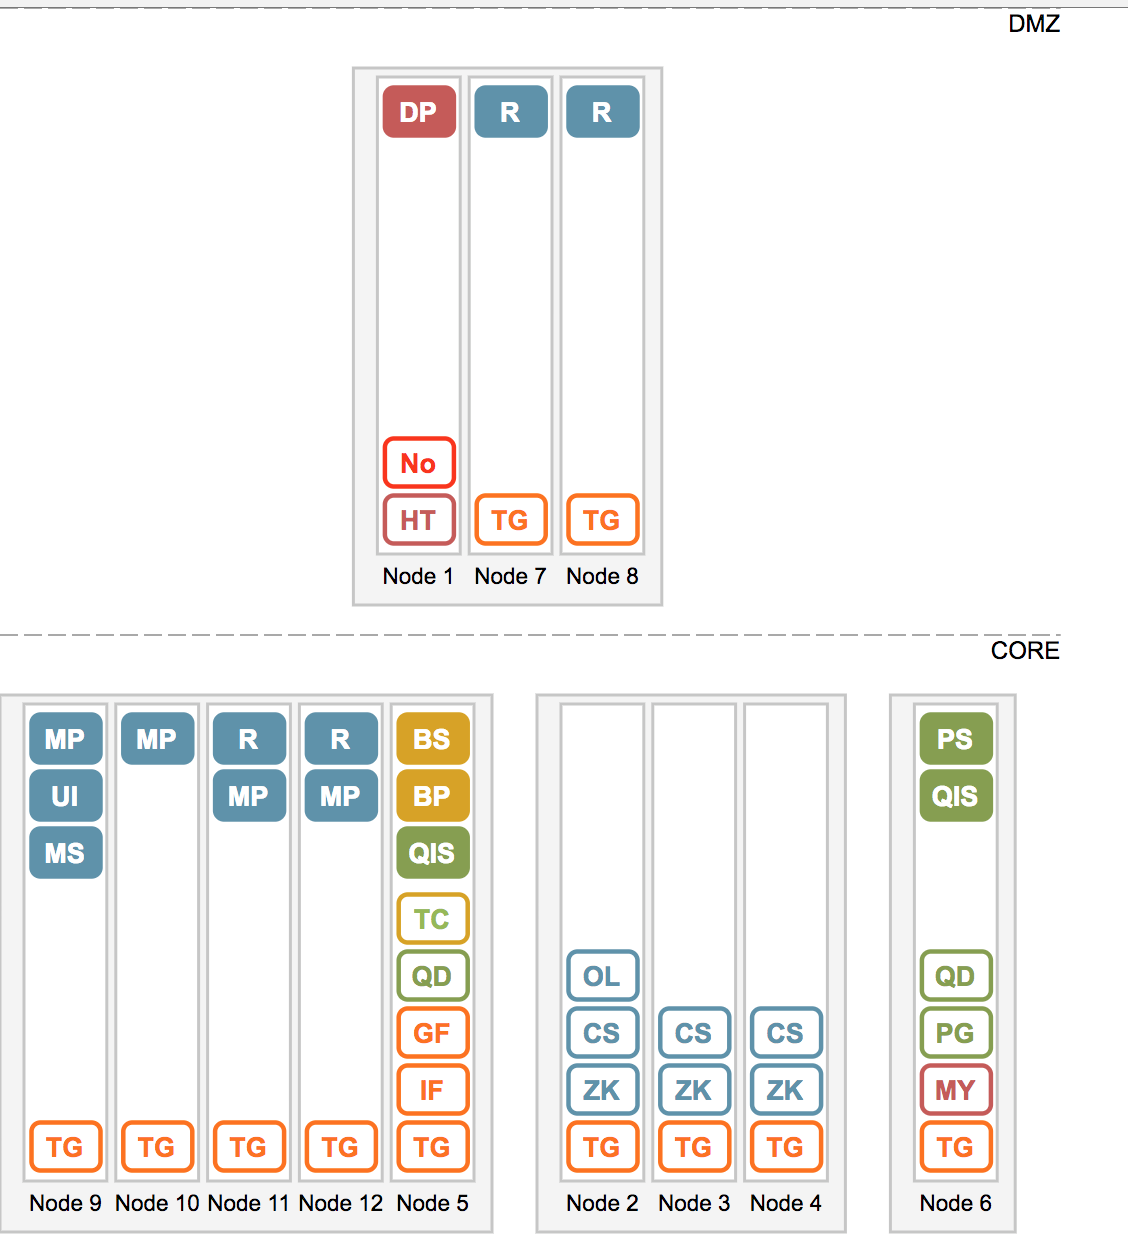 DMZ
DP R R
No
HT TG TG
Node 1 Node 7 Node 8
CORE
MP MP R R BS PS
UI MP MP BP QIS
MS QIS
TC
QD OL QD
GF CS CS CS PG
IF ZK ZK ZK MY
TG TG TG TG TG TG TG TG TG
Node 9 Node 10 Node 11 Node 12 Node 5 Node 2 Node 3 Node 4 Node 6